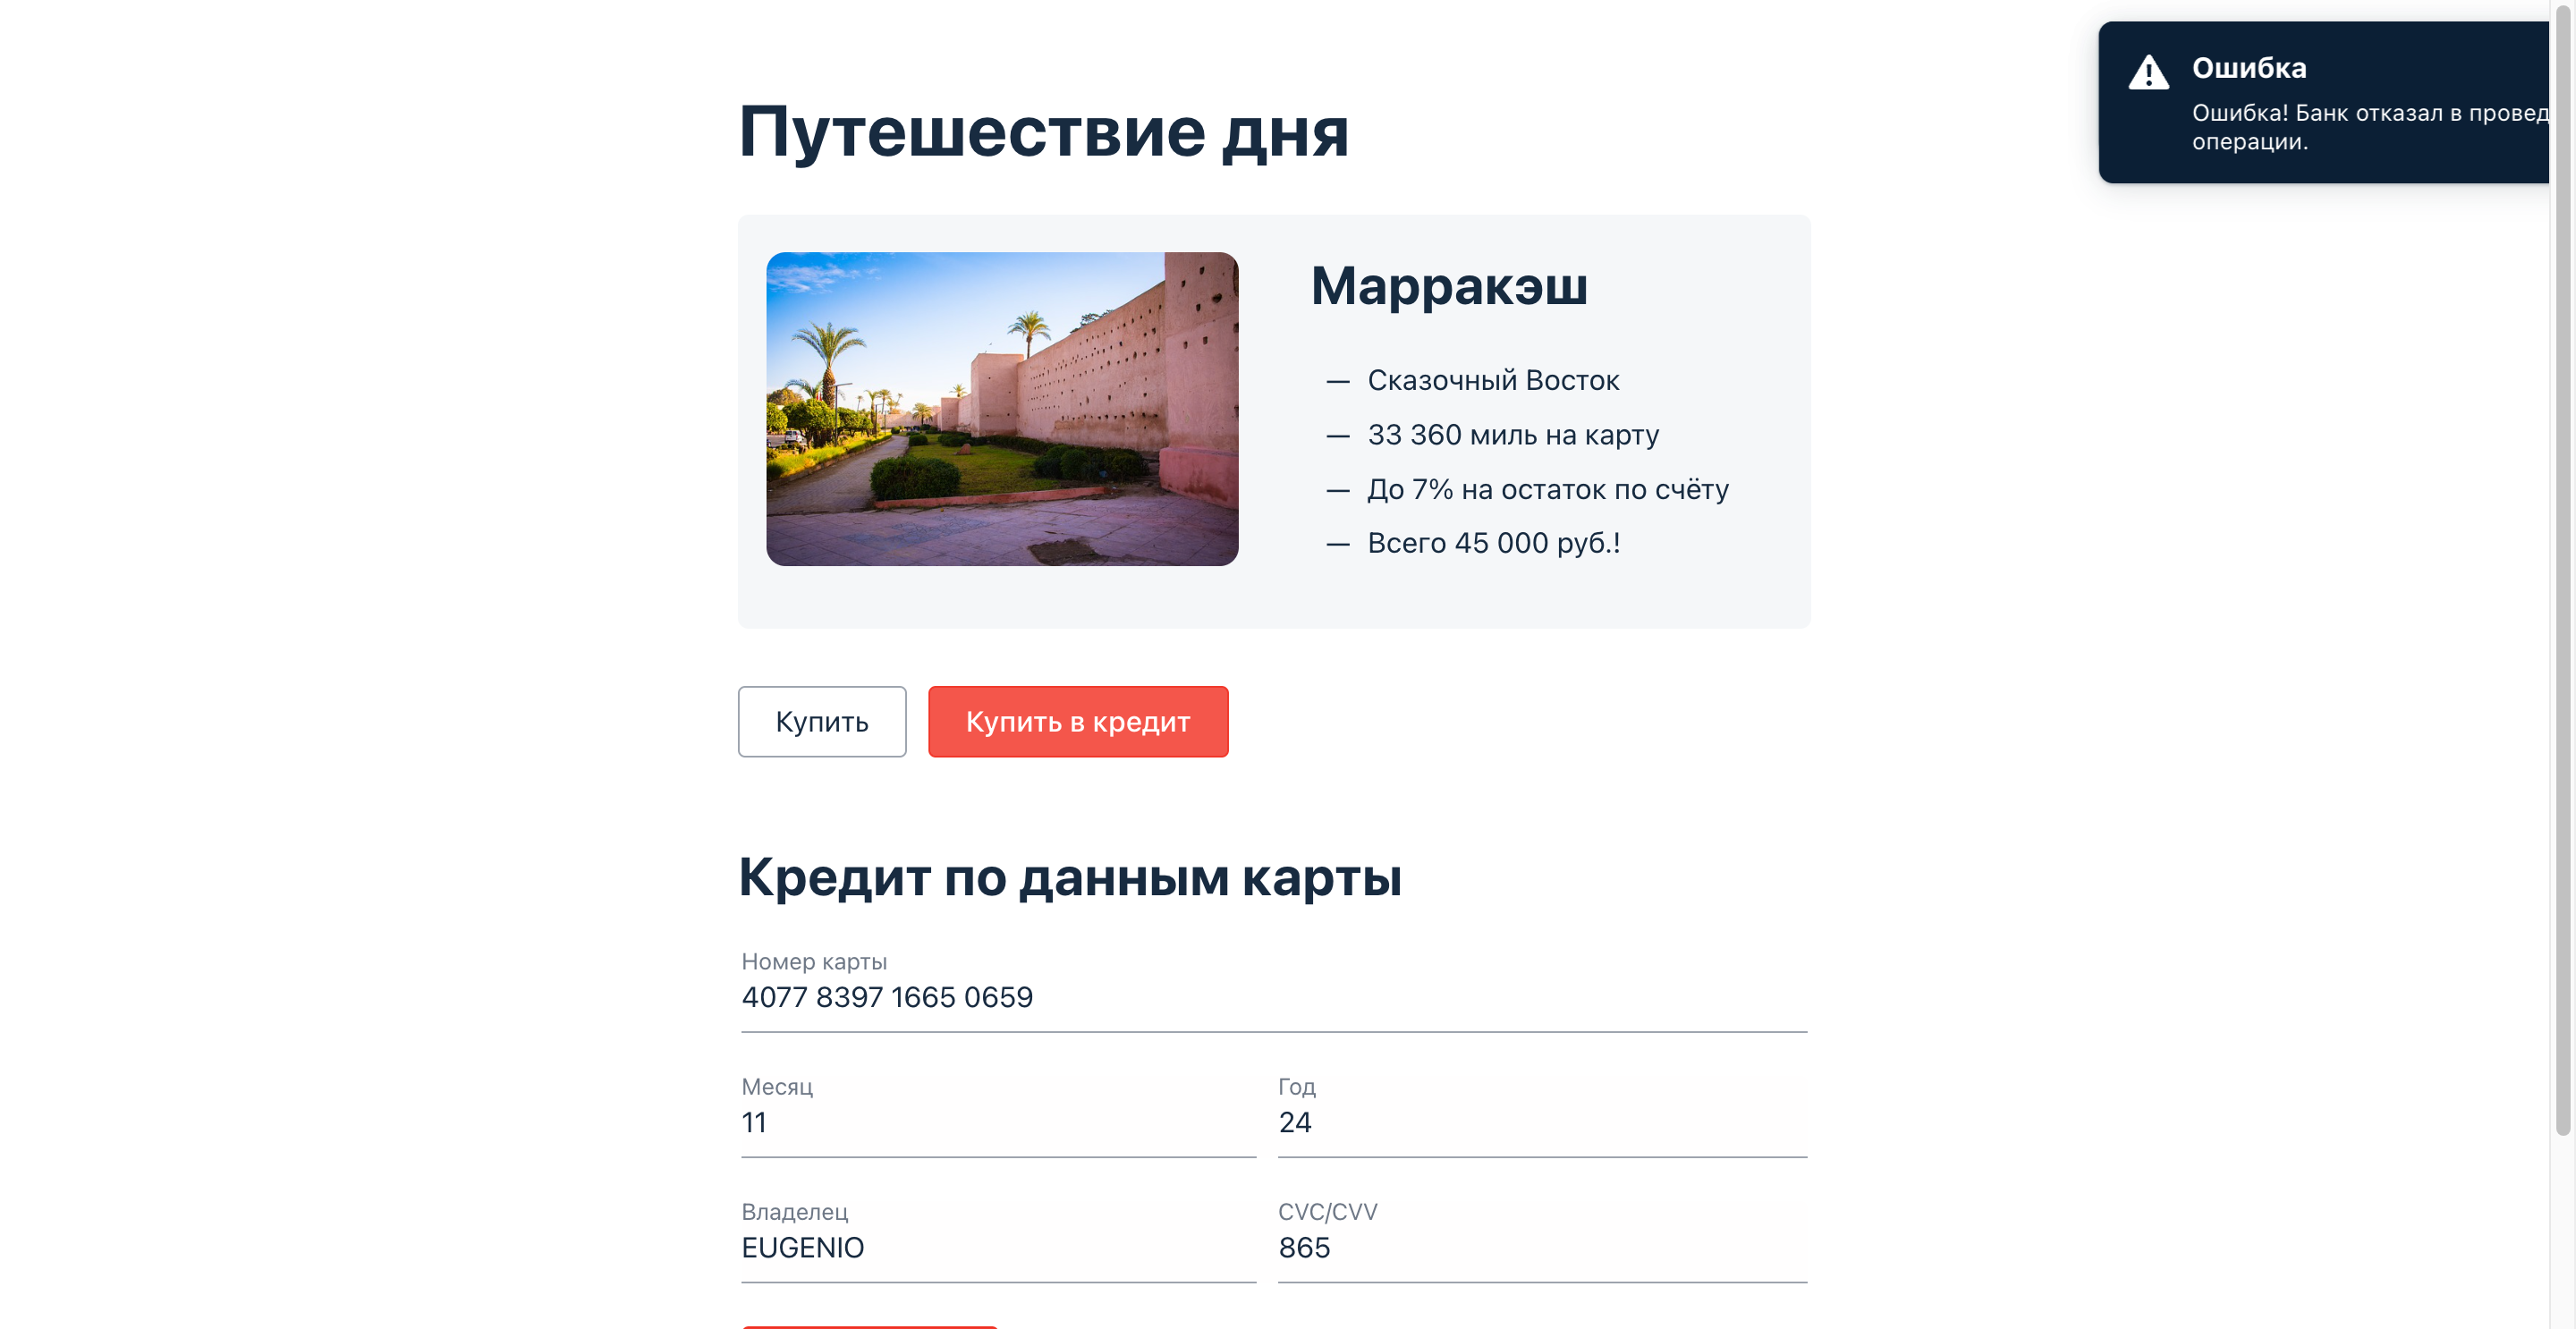 Ошибка
Ошибка! Банк отказал в
операции.
Путешествие дня
Марракэш
— Сказочный Восток
— 33 360 миль на карту
— До 7% на остаток по счёту
— Всего 45 000 руб.!
Купить
Купить в кредит
Кредит по данным карты
Номер карты
4077 8397 1665 0659
Месяц
11
Год
24
Владелец
EUGENIO
CVC/CVV
865